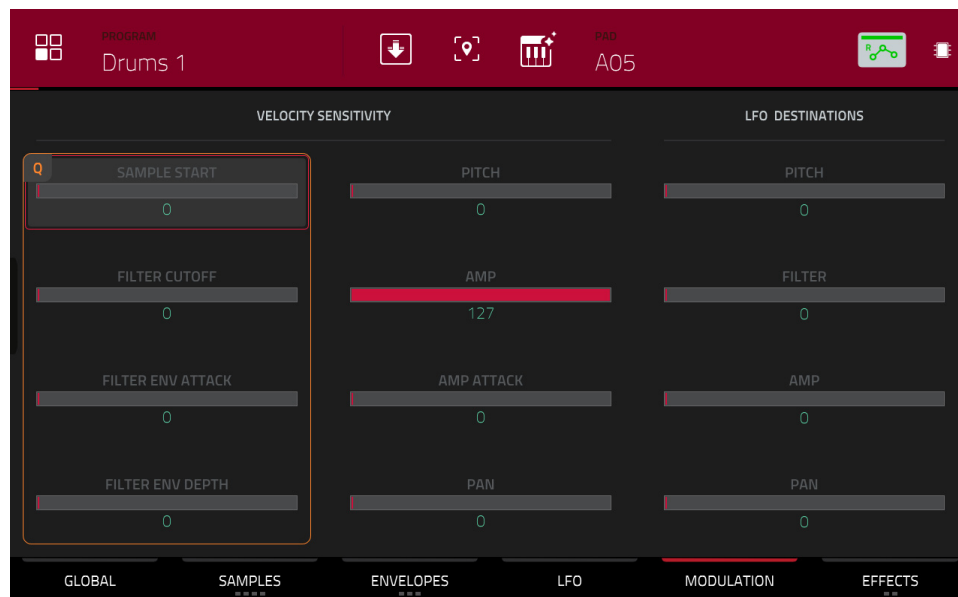 PROGRAM
Drums 1
PAD
A05
R
VELOCITY SENSITIVITY
LFO DESTINATIONS
Q
SAMPLE START
PITCH
PITCH
0
0
0
FILTER CUTOFF
AMP
FILTER
0
127
0
FILTER ENV ATTACK
AMP ATTACK
AMP
0
0
0
FILTER ENV DEPTH
PAN
PAN
0
0
0
GLOBAL
SAMPLES
ENVELOPES
LFO
MODULATION
EFFECTS